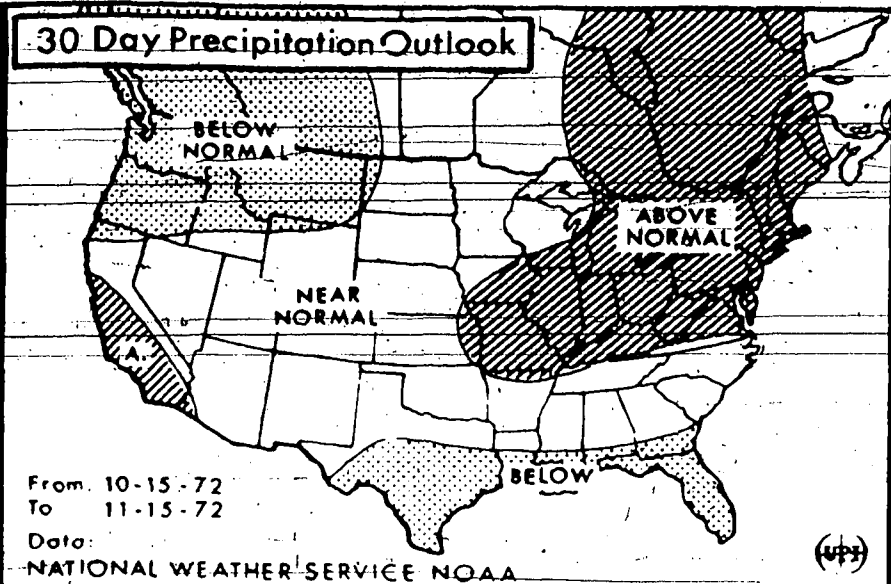 30 Day Precipitation Outlook
BELOW
NORMAL
ABOVE
NORMAL
NEAR
NORMAL
A.
BELOW
From. 10-15-72
To 11-15-72
Data:
NATIONAL WEATHER SERVICE NOAA
UPI